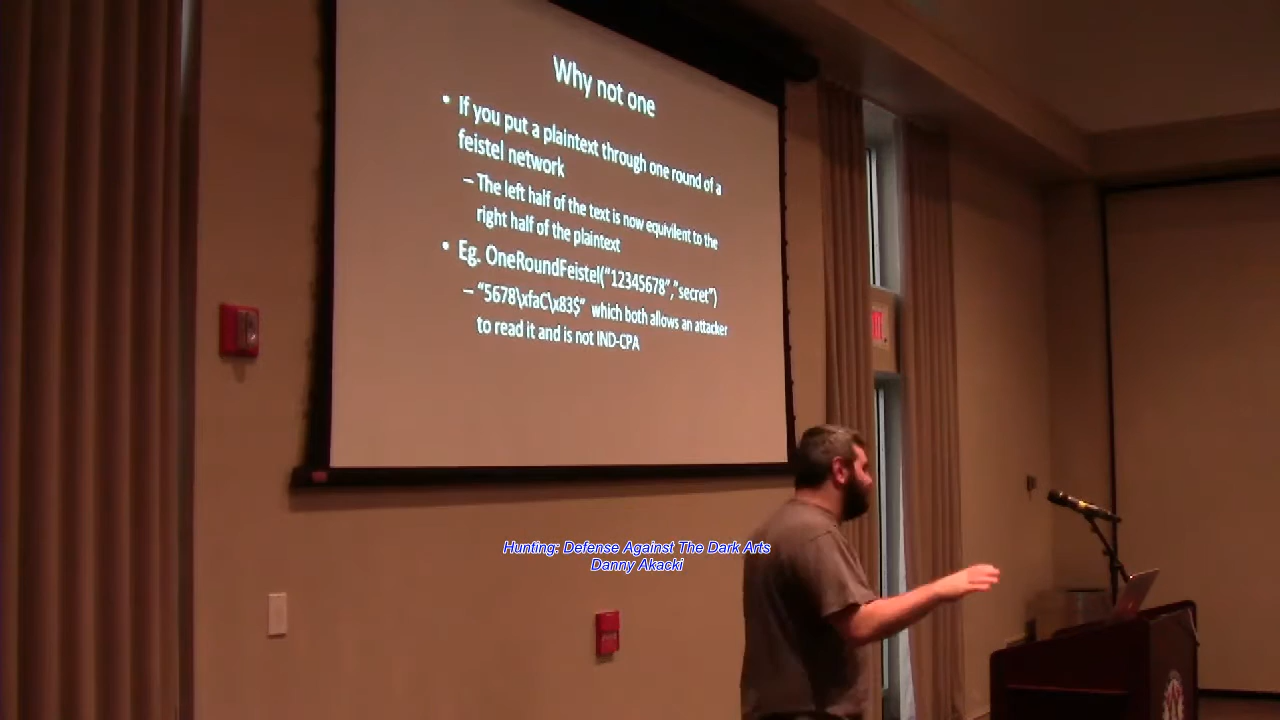 Why not one
• If you put a plaintext through one round of a
feistel network
– The left half of the text is now equivilent to the
right half of the plaintext
• Eg. OneRoundFeistel("12345678","secret")
– "5678\xfaC\x83$" which both allows an attacker
to read it and is not IND-CPA
Hunting: Defense Against The Dark Arts
Danny Akacki